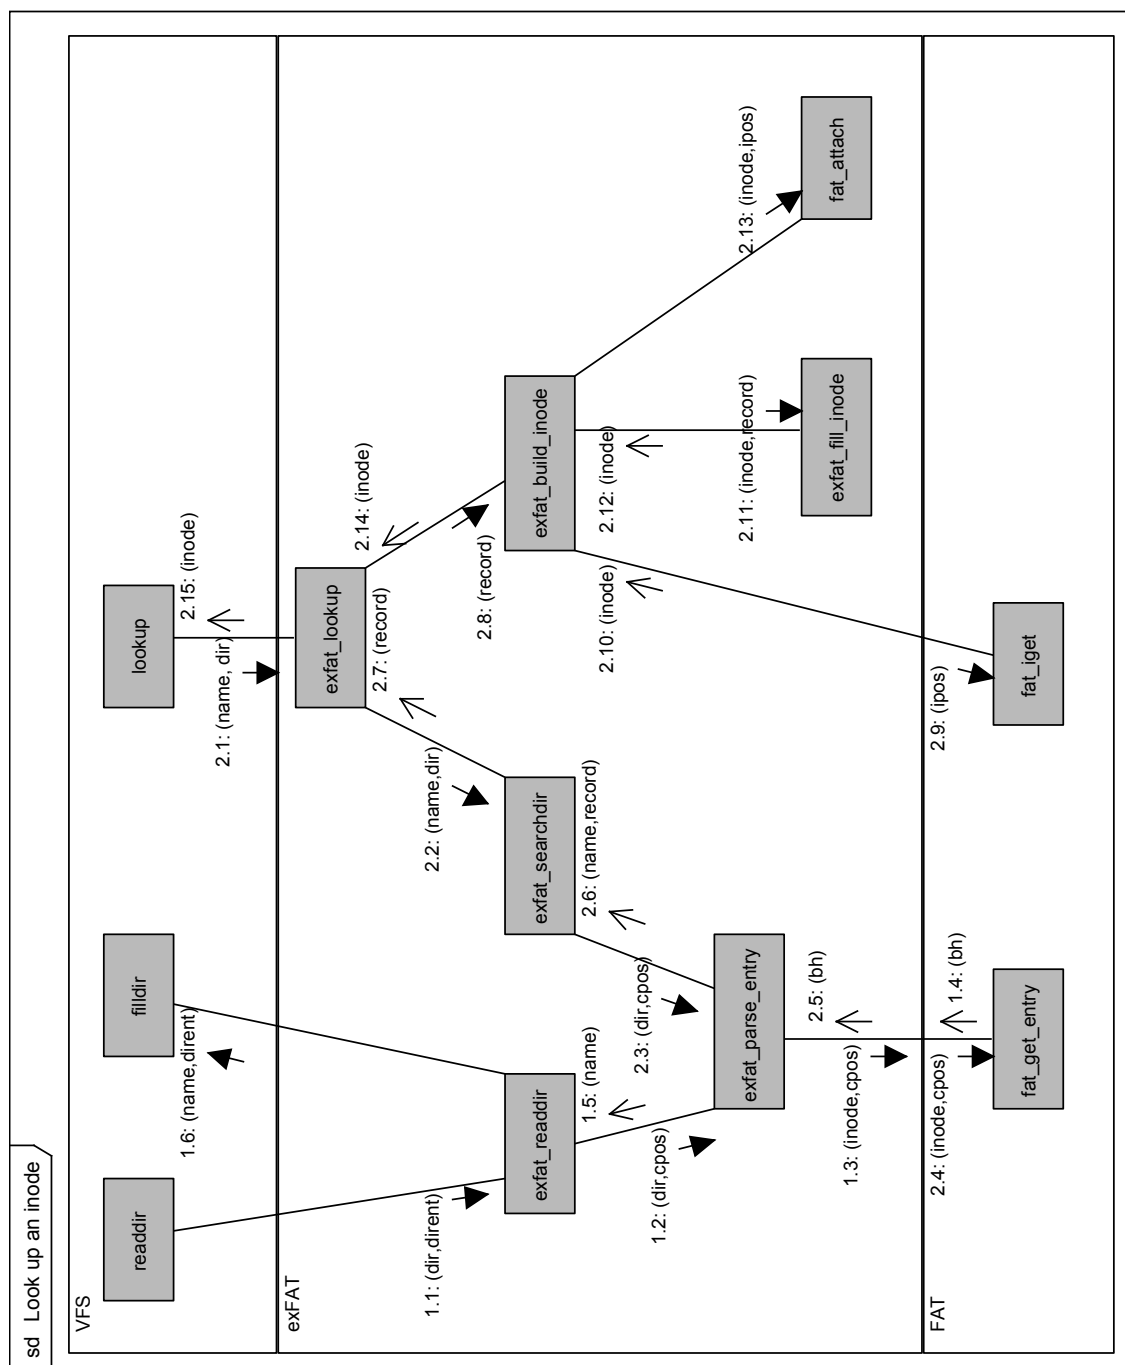 sd Look up an inode
VFS
readdir
filldir
lookup
1.6: (name,dirent)
2.1: (name, dir)
2.15: (inode)
exFAT
exfat_lookup
2.7: (record)
2.14: (inode)
1.1: (dir,dirent)
2.2: (name,dir)
2.8: (record)
exfat_readdir
exfat_searchdir
exfat_build_inode
1.5: (name)
2.6: (name,record)
2.10: (inode)
2.12: (inode)
1.2: (dir,cpos)
2.3: (dir,cpos)
exfat_parse_entry
2.11: (inode,record)
2.13: (inode,ipos)
2.5: (bh)
exfat_fill_inode
fat_attach
1.3: (inode,cpos)
FAT
2.4: (inode,cpos)
1.4: (bh)
2.9: (ipos)
fat_get_entry
fat_iget